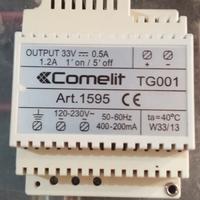 OUTPUT 33V ⎓ 0.5A
1.2A 1' on / 5' off
Comelit TG001
Art.1595 CE
120-230V~ 50-60Hz ta=40°C
400-200mA W33/13